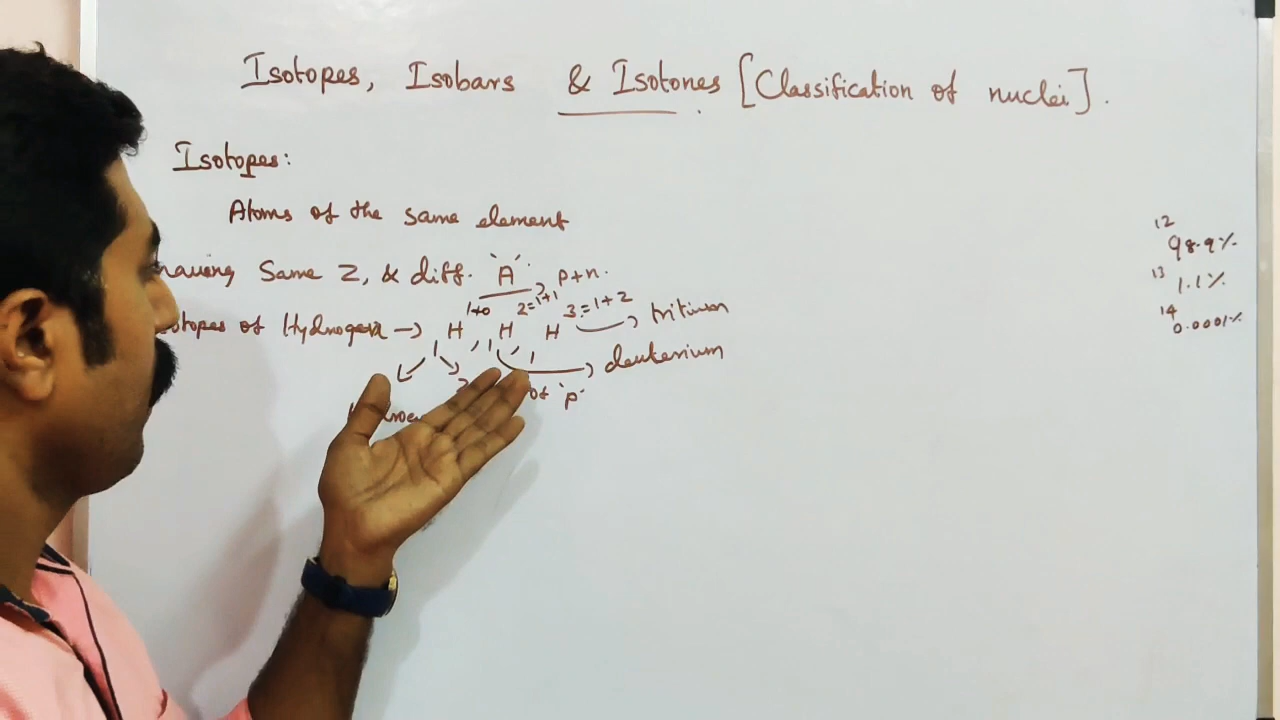 Isotopes, Isobars & Isotones [Classification of nuclei].
Isotopes:
Atoms of the same element
having Same Z, & diff. 'A'. → p+n.
1+0 2=1+1 3=1+2 → tritium
Isotopes of Hydrogen → H H H
1 1 1 → deuterium
of 'p'
12 98.9%
13 1.1%
14 0.0001%